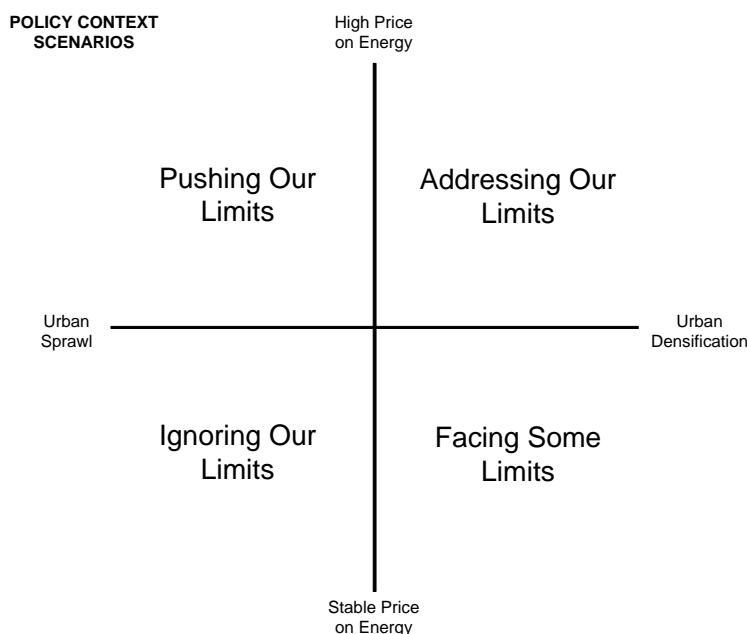 POLICY CONTEXT
SCENARIOS
High Price
on Energy
Pushing Our
Limits
Addressing Our
Limits
Urban
Sprawl
Urban
Densification
Ignoring Our
Limits
Facing Some
Limits
Stable Price
on Energy